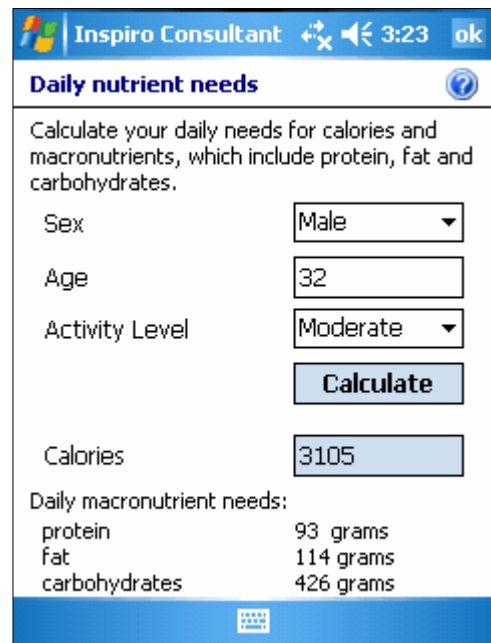 Inspiro Consultant 3:23 ok
Daily nutrient needs ?
Calculate your daily needs for calories and
macronutrients, which include protein, fat and
carbohydrates.
Sex Male
Age 32
Activity Level Moderate
Calculate
Calories 3105
Daily macronutrient needs:
protein 93 grams
fat 114 grams
carbohydrates 426 grams